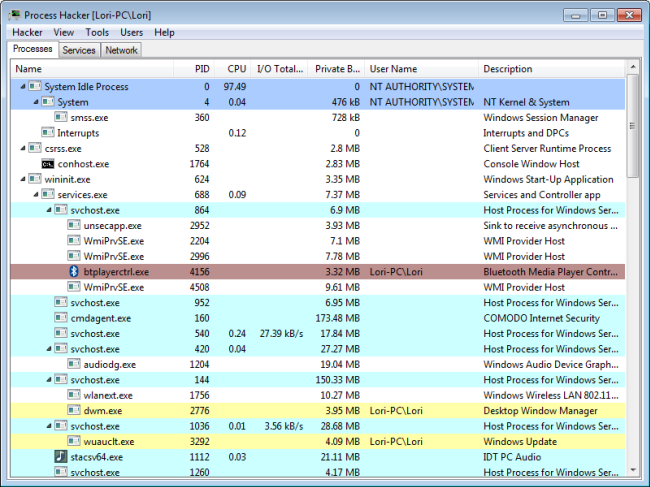 Process Hacker [Lori-PC\Lori]
Hacker View Tools Users Help
Processes Services Network
Name PID CPU I/O Total... Private B... User Name Description
System Idle Process 0 97.49 0 NT AUTHORITY\SYSTEM
System 4 0.04 476 kB NT AUTHORITY\SYSTEM NT Kernel & System
smss.exe 360 728 kB Windows Session Manager
Interrupts 0.12 0 Interrupts and DPCs
csrss.exe 528 2.8 MB Client Server Runtime Process
conhost.exe 1764 2.83 MB Console Window Host
wininit.exe 624 3.35 MB Windows Start-Up Application
services.exe 688 0.09 7.37 MB Services and Controller app
svchost.exe 864 6.9 MB Host Process for Windows Ser...
unsecapp.exe 2952 3.93 MB Sink to receive asynchronous ...
WmiPrvSE.exe 2204 7.1 MB WMI Provider Host
WmiPrvSE.exe 2996 7.78 MB WMI Provider Host
btplayerctrl.exe 4156 3.32 MB Lori-PC\Lori Bluetooth Media Player Contr...
WmiPrvSE.exe 4508 9.61 MB WMI Provider Host
svchost.exe 952 6.95 MB Host Process for Windows Ser...
cmdagent.exe 160 173.48 MB COMODO Internet Security
svchost.exe 540 0.24 27.39 kB/s 17.84 MB Host Process for Windows Ser...
svchost.exe 420 0.04 27.27 MB Host Process for Windows Ser...
audiodg.exe 1204 19.04 MB Windows Audio Device Graph...
svchost.exe 144 150.33 MB Host Process for Windows Ser...
wlanext.exe 1756 10.27 MB Windows Wireless LAN 802.11...
dwm.exe 2776 3.95 MB Lori-PC\Lori Desktop Window Manager
svchost.exe 1036 0.01 3.56 kB/s 28.68 MB Host Process for Windows Ser...
wuauclt.exe 3292 4.09 MB Lori-PC\Lori Windows Update
stacsv64.exe 1112 0.03 21.11 MB IDT PC Audio
svchost.exe 1260 4.17 MB Host Process for Windows Ser...